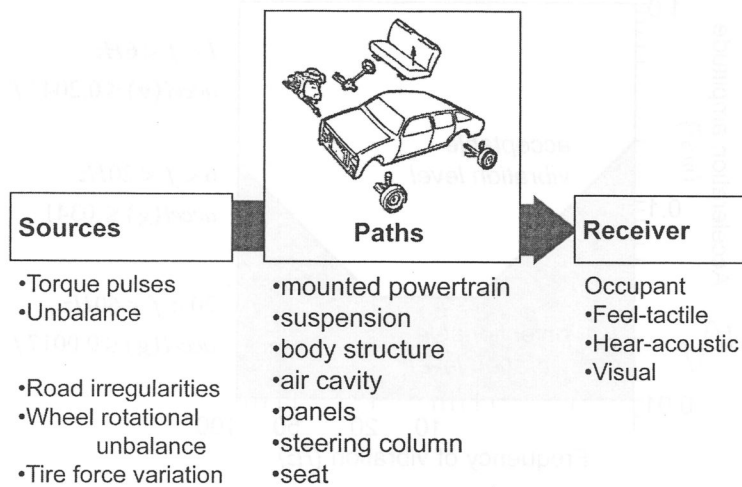 Sources
Paths
Receiver
•Torque pulses
•Unbalance
•Road irregularities
•Wheel rotational
unbalance
•Tire force variation
•mounted powertrain
•suspension
•body structure
•air cavity
•panels
•steering column
•seat
Occupant
•Feel-tactile
•Hear-acoustic
•Visual